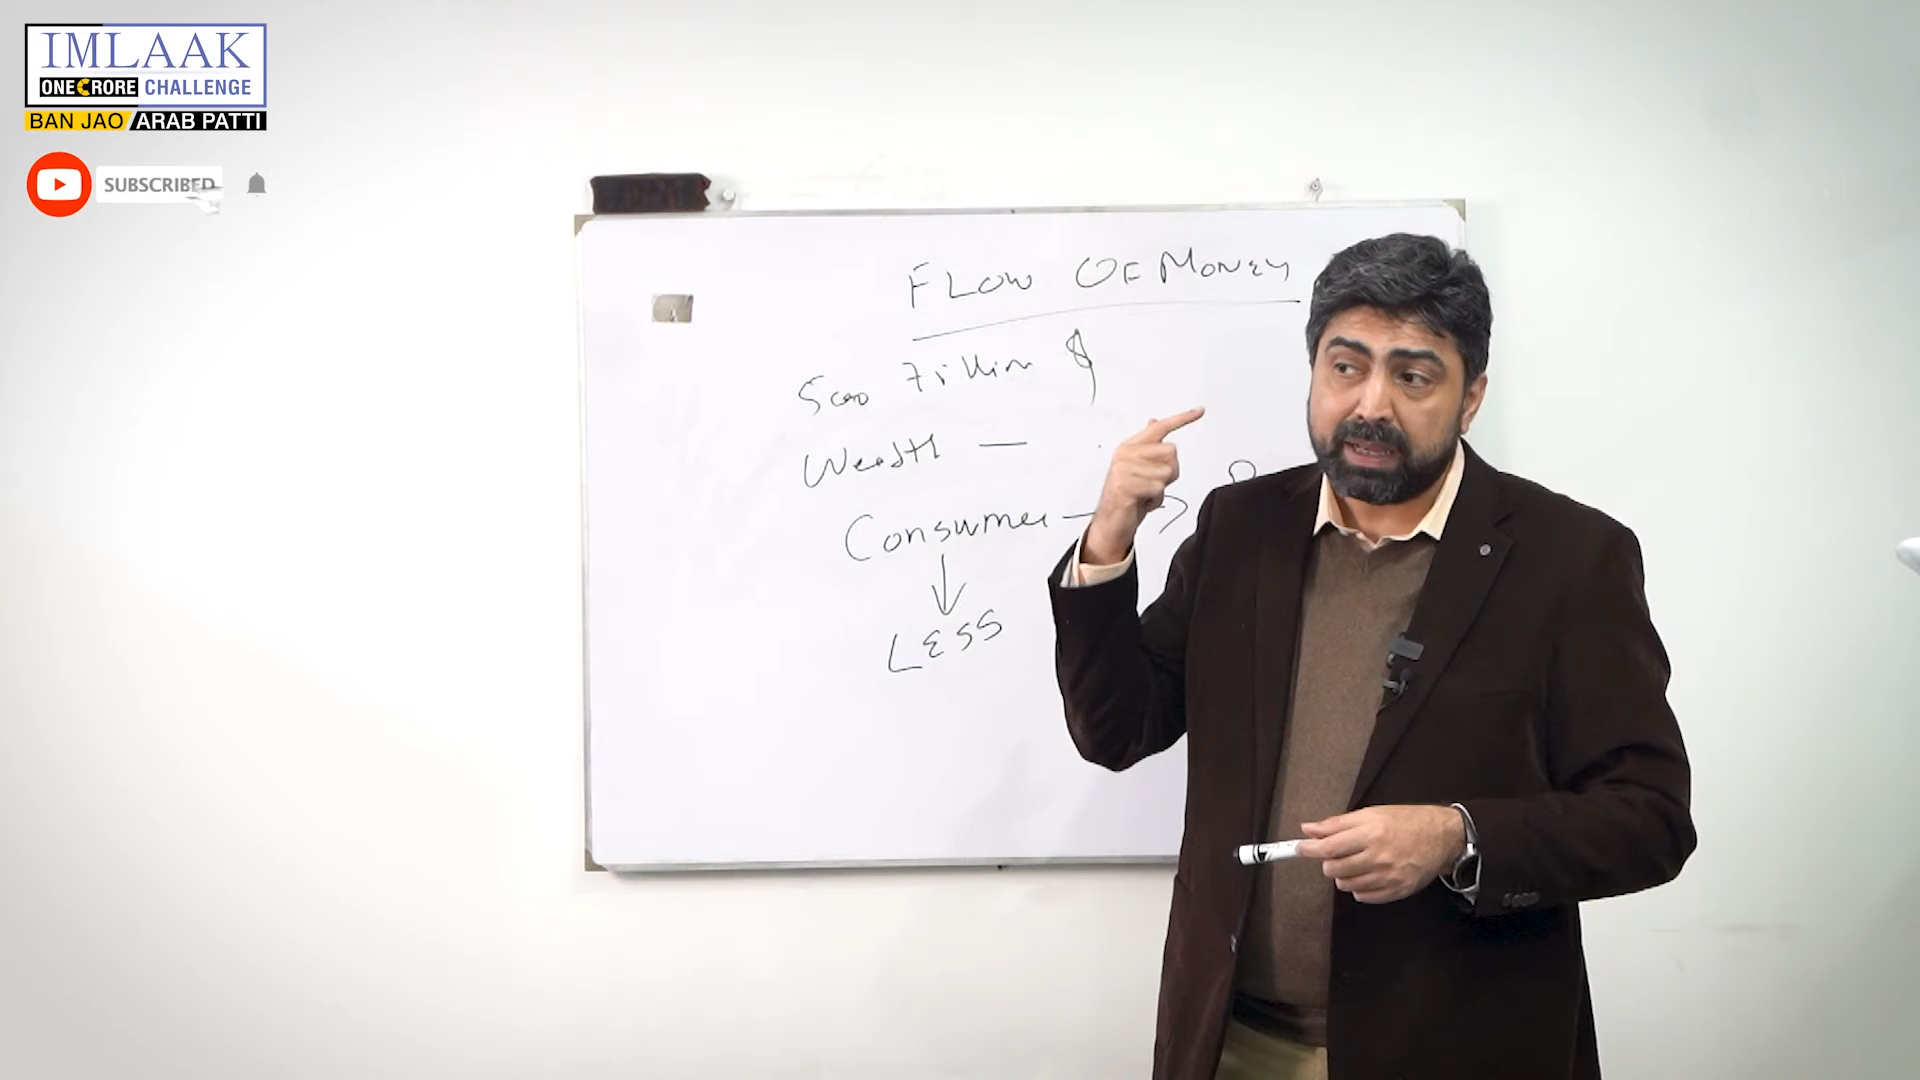 IMLAAK
ONE CRORE CHALLENGE
BAN JAO / ARAB PATTI
SUBSCRIBED
FLOW OF MONEY
500 Trillion $
Wealth —
Consumer →
LESS